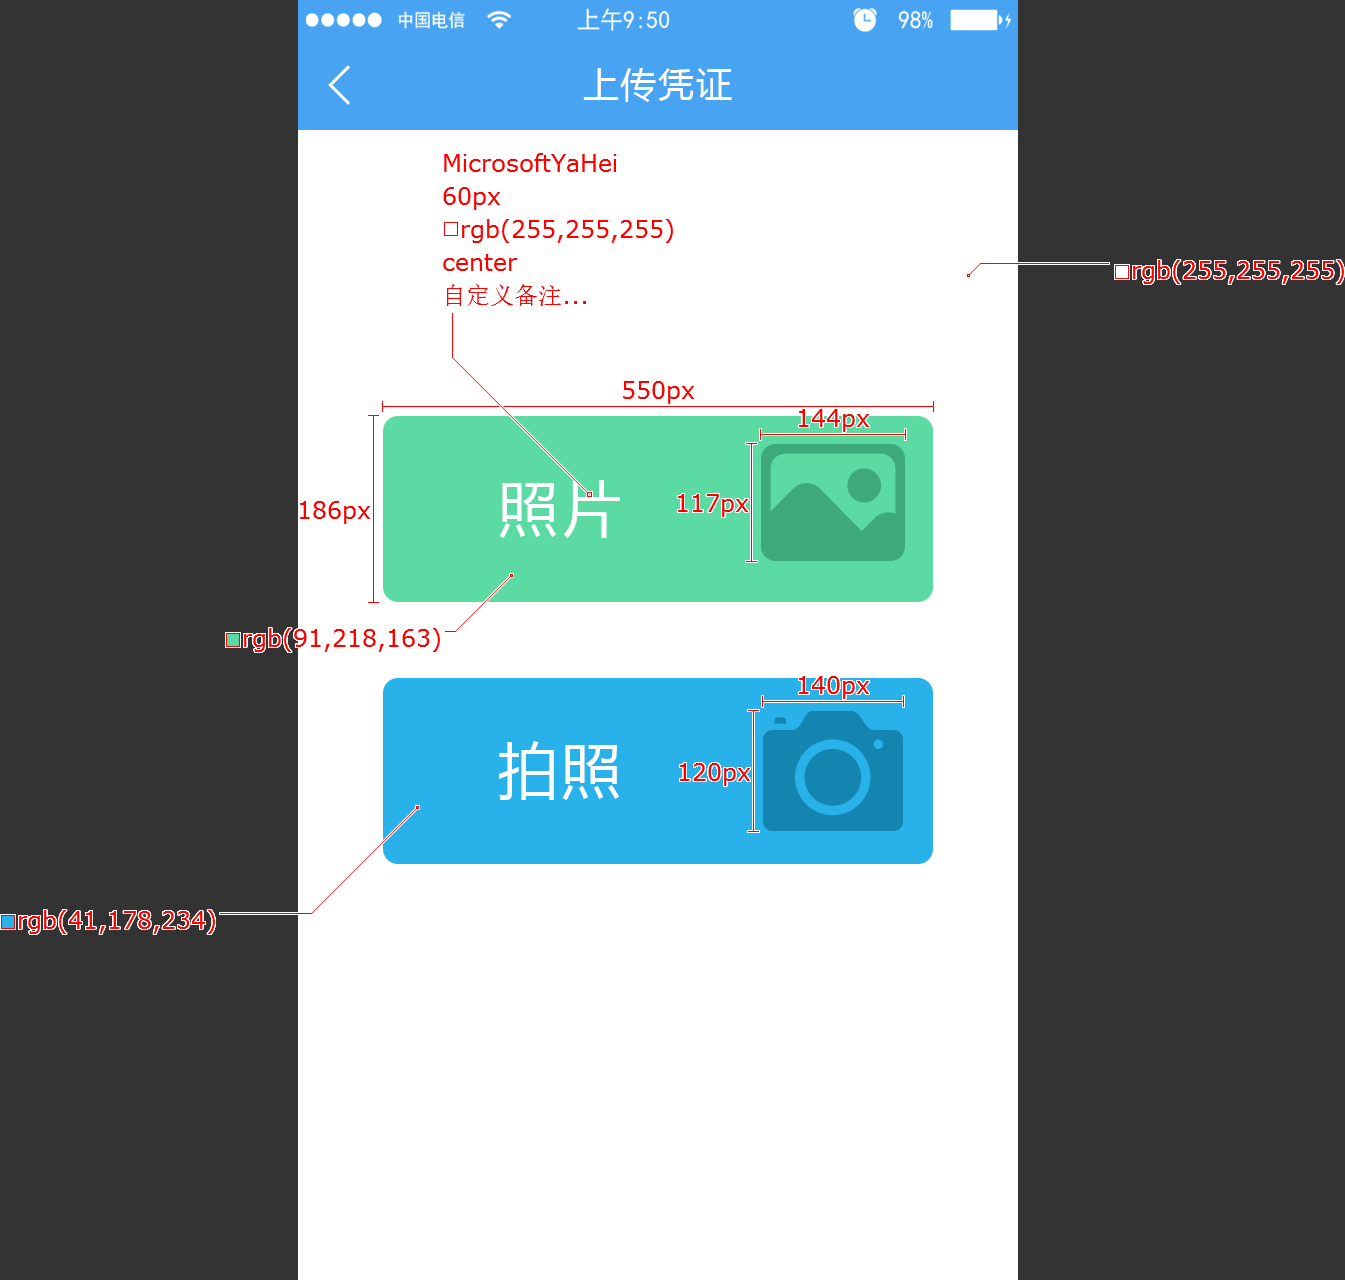 中国电信 上午9:50 98%
上传凭证
MicrosoftYaHei
60px
rgb(255,255,255)
center
自定义备注...
rgb(255,255,255)
550px
144px
186px
照片
117px
rgb(91,218,163)
140px
拍照
120px
rgb(41,178,234)